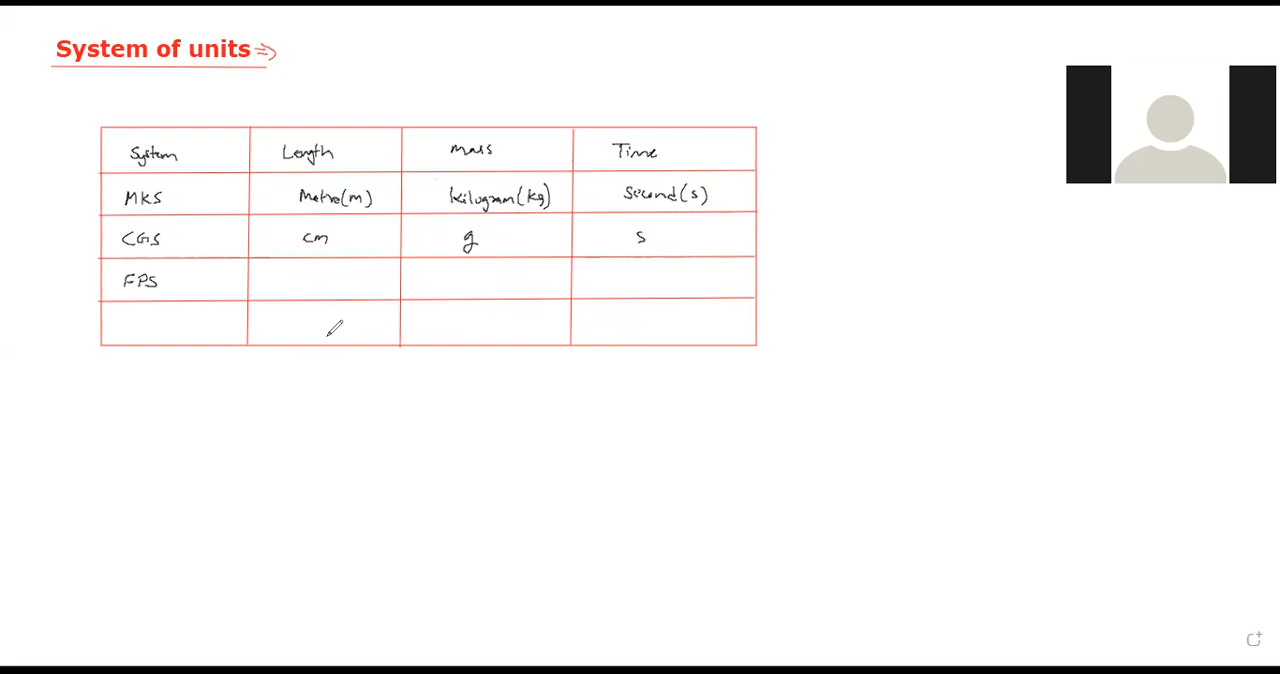 System of units ⇒
System Length Mass Time
MKS Metre(m) Kilogram(kg) Second(s)
CGS cm g s
FPS